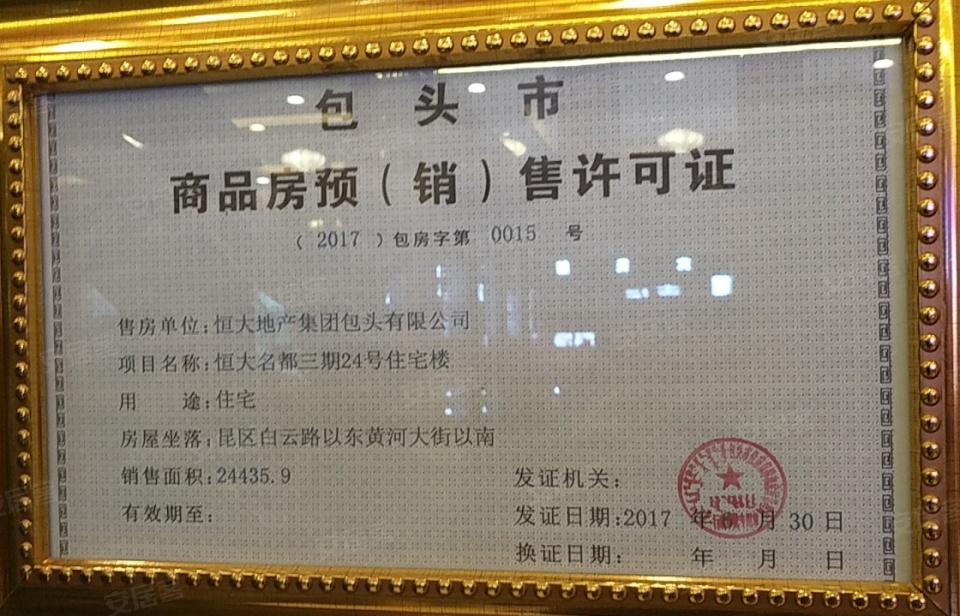 包头市
商品房预(销)售许可证
(2017)包房字第 0015 号
售房单位:恒大地产集团包头有限公司
项目名称:恒大名都三期24号住宅楼
用 途:住宅
房屋坐落:昆区白云路以东黄河大街以南
销售面积:24435.9
有效期至:
发证机关:
发证日期:2017 年 6 月 30 日
换证日期: 年 月 日
安居客